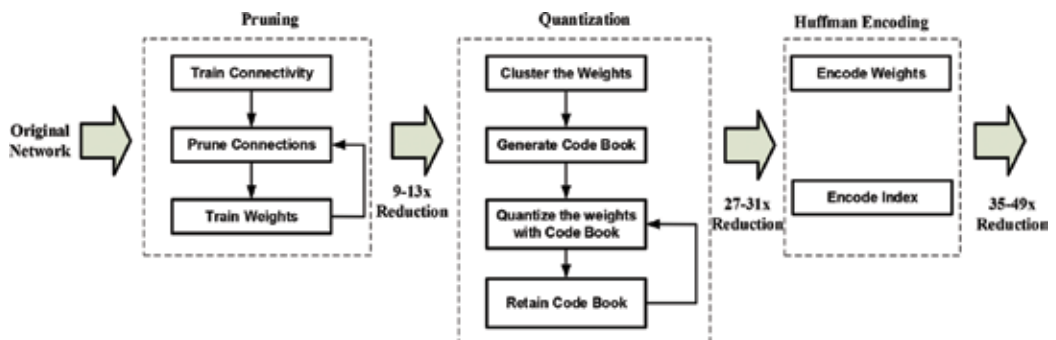 Pruning
Quantization
Huffman Encoding
Original
Network
Train Connectivity
Prune Connections
Train Weights
9-13x
Reduction
Cluster the Weights
Generate Code Book
Quantize the weights
with Code Book
Retain Code Book
27-31x
Reduction
Encode Weights
Encode Index
35-49x
Reduction